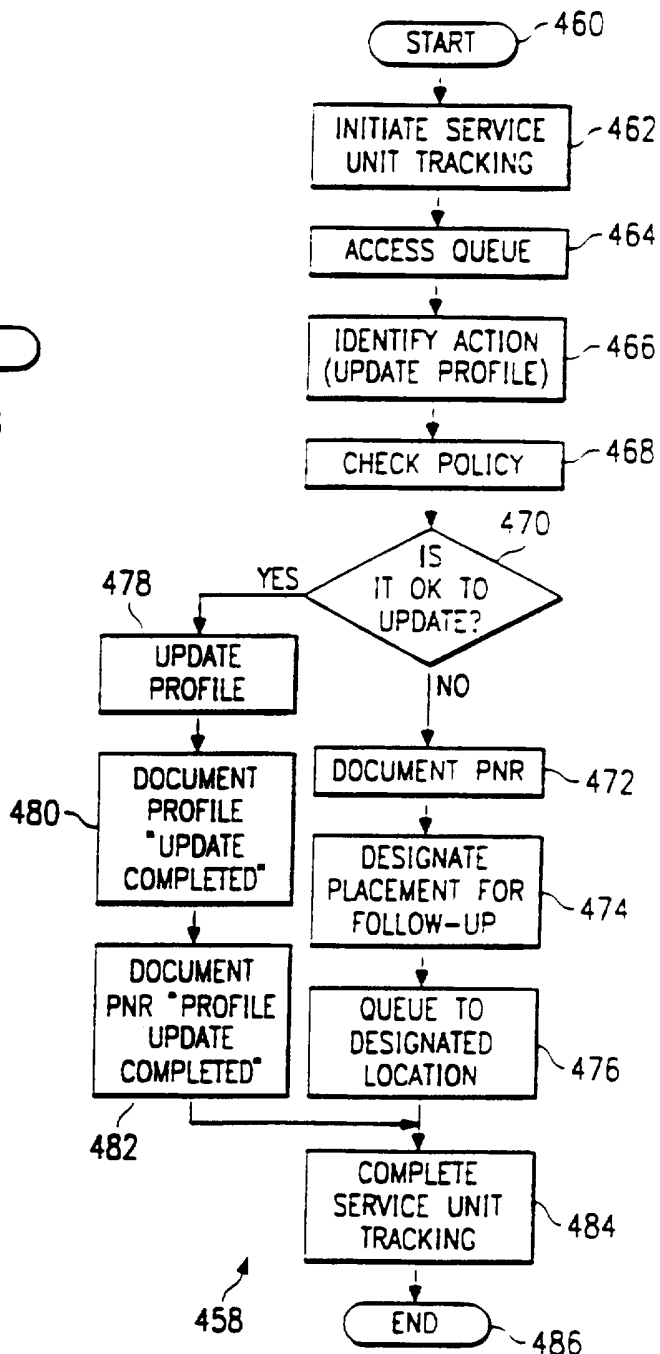 START
460
INITIATE SERVICE
UNIT TRACKING
462
ACCESS QUEUE
464
IDENTIFY ACTION
(UPDATE PROFILE)
466
CHECK POLICY
468
IS
IT OK TO
UPDATE?
470
YES
NO
478
UPDATE
PROFILE
DOCUMENT
PROFILE
"UPDATE
COMPLETED"
480
DOCUMENT
PNR "PROFILE
UPDATE
COMPLETED"
482
DOCUMENT PNR
472
DESIGNATE
PLACEMENT FOR
FOLLOW-UP
474
QUEUE TO
DESIGNATED
LOCATION
476
COMPLETE
SERVICE UNIT
TRACKING
484
458
END
486